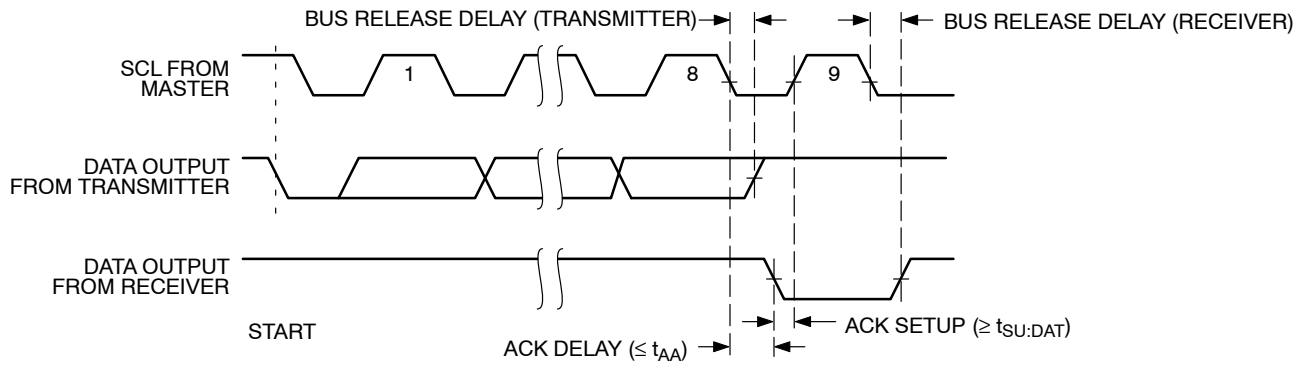 BUS RELEASE DELAY (TRANSMITTER)
BUS RELEASE DELAY (RECEIVER)
SCL FROM
MASTER
1
8
9
DATA OUTPUT
FROM TRANSMITTER
DATA OUTPUT
FROM RECEIVER
START
ACK SETUP (≥ tSU:DAT)
ACK DELAY (≤ tAA)